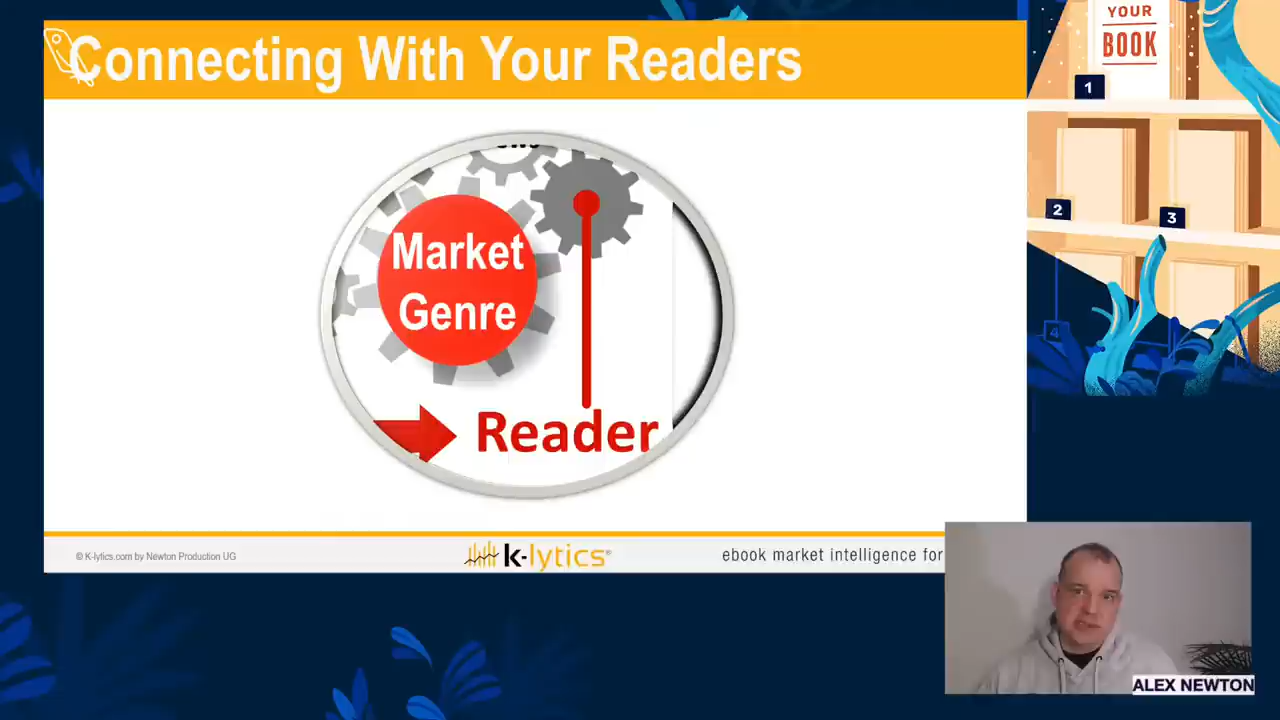 Connecting With Your Readers
Market
Genre
Reader
© K-lytics.com by Newton Production UG
k-lytics®
ebook market intelligence for
YOUR
BOOK
1
2
3
4
ALEX NEWTON